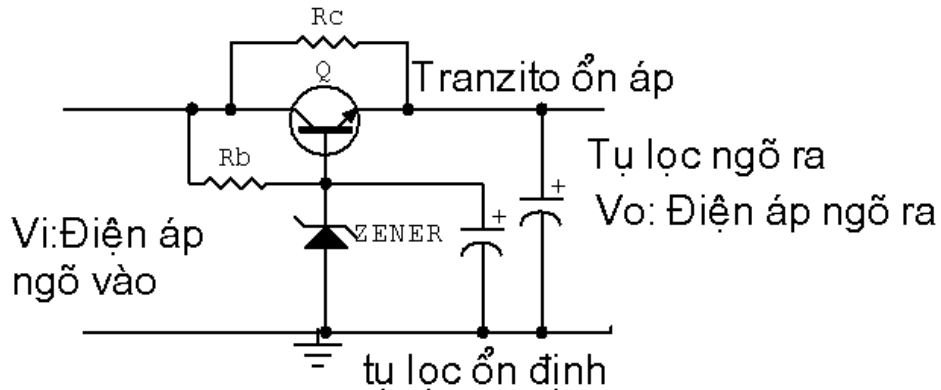 Rc
Q
Tranzito ổn áp
Rb
Tụ lọc ngõ ra
Vo: Điện áp ngõ ra
Vi:Điện áp
ngõ vào
ZENER
+
+
tụ lọc ổn định